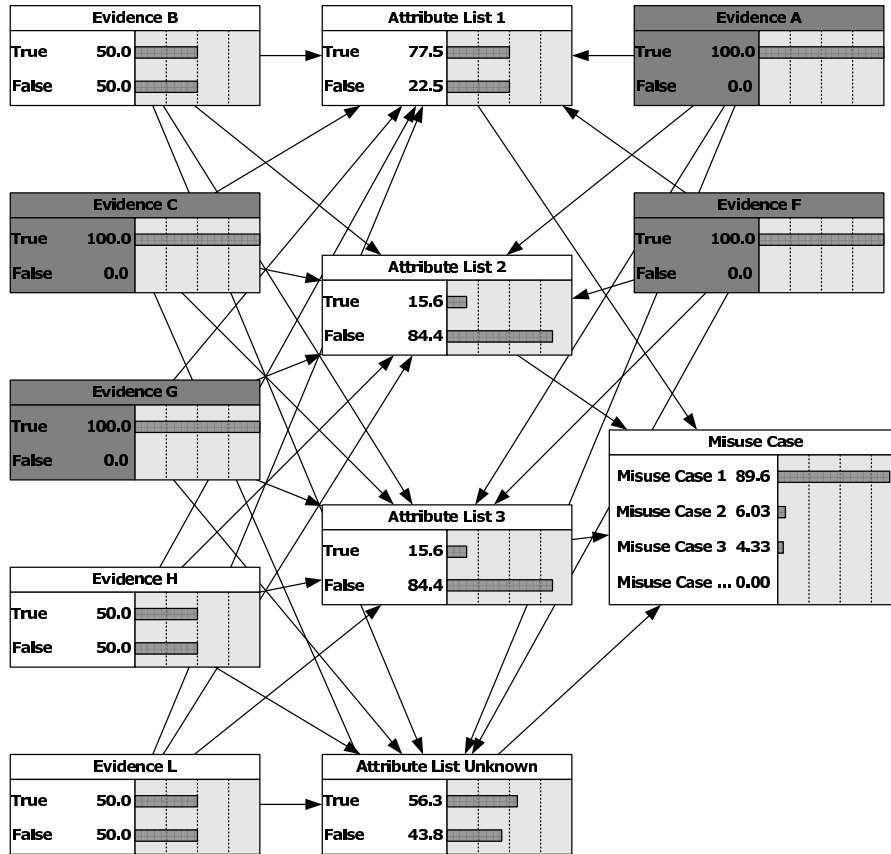 Evidence B
True 50.0
False 50.0
Attribute List 1
True 77.5
False 22.5
Evidence A
True 100.0
False 0.0
Evidence C
True 100.0
False 0.0
Evidence F
True 100.0
False 0.0
Attribute List 2
True 15.6
False 84.4
Evidence G
True 100.0
False 0.0
Misuse Case
Misuse Case 1 89.6
Misuse Case 2 6.03
Misuse Case 3 4.33
Misuse Case ... 0.00
Attribute List 3
True 15.6
False 84.4
Evidence H
True 50.0
False 50.0
Evidence L
True 50.0
False 50.0
Attribute List Unknown
True 56.3
False 43.8